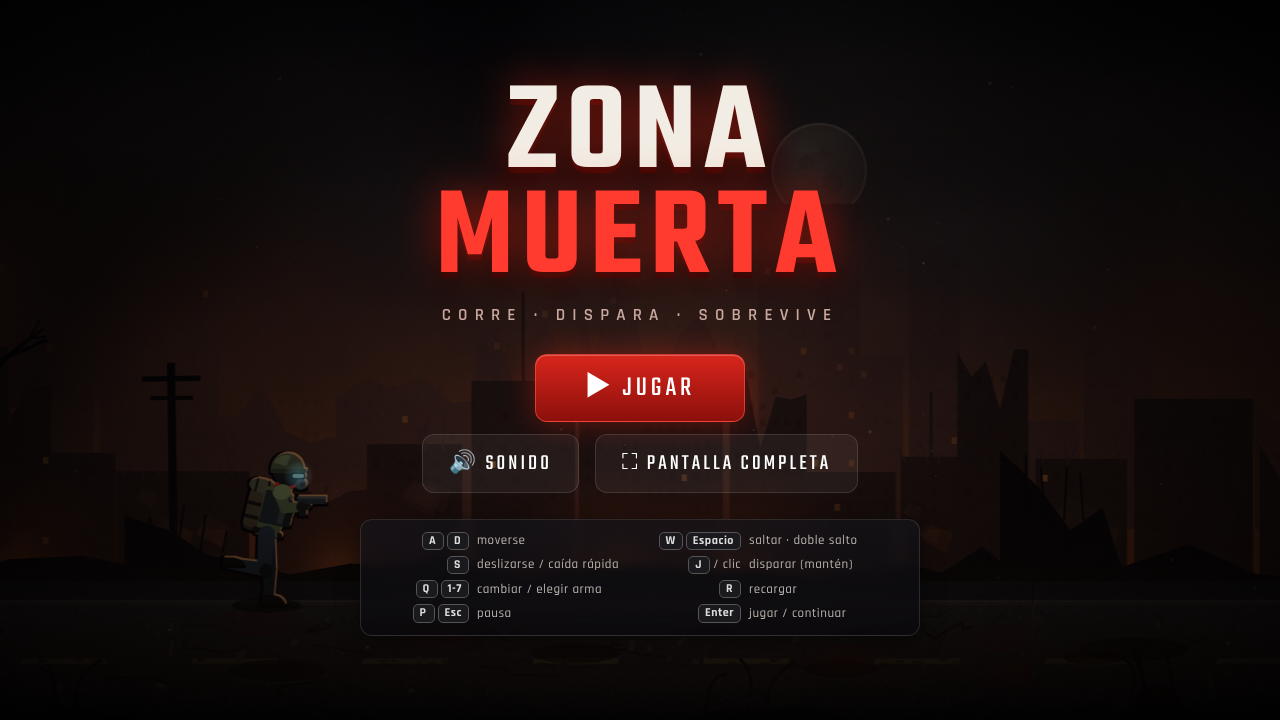 ZONA
MUERTA
CORRE · DISPARA · SOBREVIVE
▶ JUGAR
🔊 SONIDO
⛶ PANTALLA COMPLETA
A D moverse
W Espacio saltar · doble salto
S deslizarse / caída rápida
J / clic disparar (mantén)
Q 1-7 cambiar / elegir arma
R recargar
P Esc pausa
Enter jugar / continuar